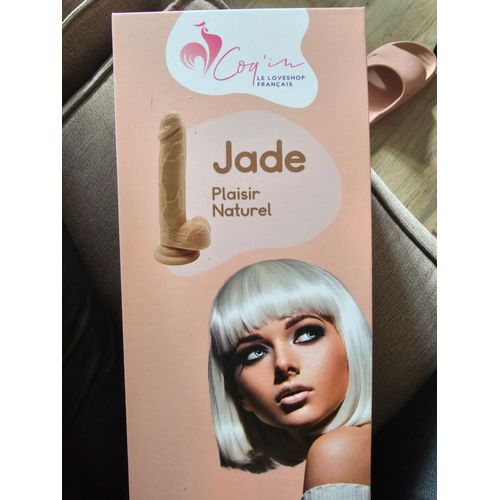 Coq'in
LE LOVESHOP
FRANÇAIS
Jade
Plaisir
Naturel